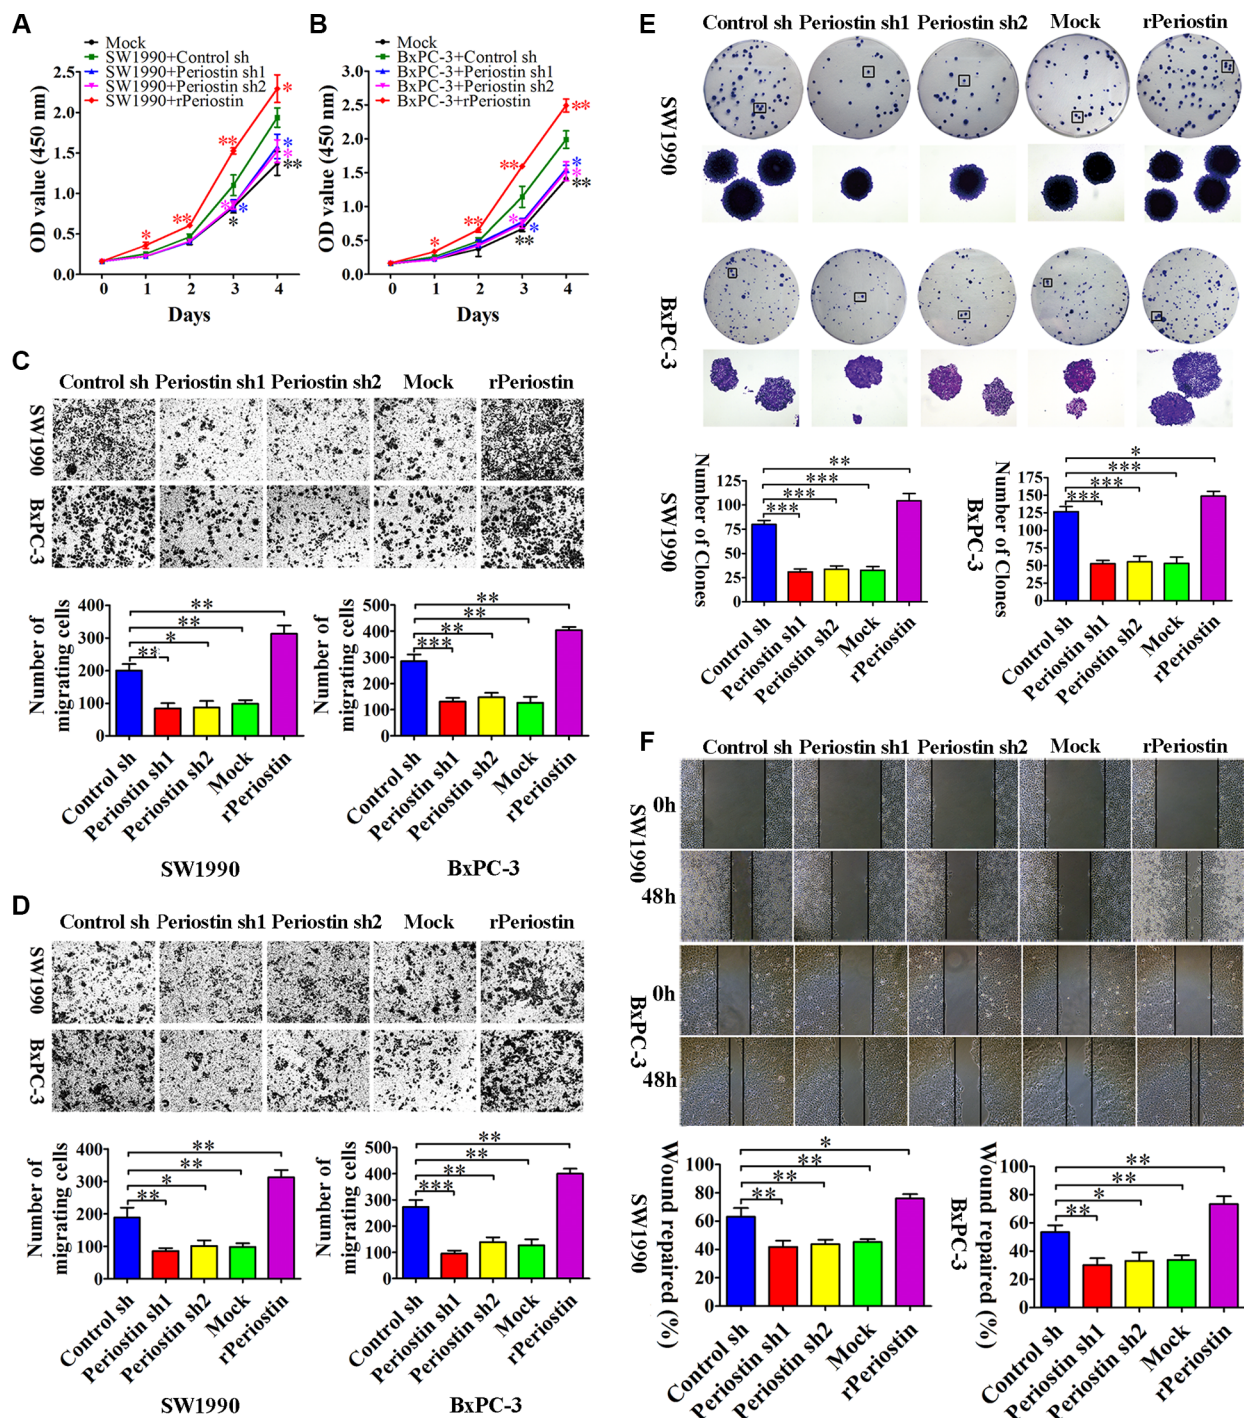 A
Mock
SW1990+Control sh
SW1990+Periostin sh1
SW1990+Periostin sh2
SW1990+rPeriostin
OD value (450 nm)
2.5
2.0
1.5
1.0
0.5
0.0
*
**
**
*
*
*
**
*
*
*
0 1 2 3 4
Days
B
Mock
BxPC-3+Control sh
BxPC-3+Periostin sh1
BxPC-3+Periostin sh2
BxPC-3+rPeriostin
OD value (450 nm)
3.0
2.5
2.0
1.5
1.0
0.5
0.0
*
**
**
**
*
*
**
*
*
**
0 1 2 3 4
Days
C
Control sh Periostin sh1 Periostin sh2 Mock rPeriostin
SW1990
BxPC-3
Number of
migrating cells
400
300
200
100
0
**
**
*
**
Control sh
Periostin sh1
Periostin sh2
Mock
rPeriostin
SW1990
Number of
migrating cells
500
400
300
200
100
0
**
**
**
***
Control sh
Periostin sh1
Periostin sh2
Mock
rPeriostin
BxPC-3
D
Control sh Periostin sh1 Periostin sh2 Mock rPeriostin
SW1990
BxPC-3
Number of
migrating cells
400
300
200
100
0
**
**
*
**
Control sh
Periostin sh1
Periostin sh2
Mock
rPeriostin
SW1990
Number of
migrating cells
500
400
300
200
100
0
**
**
**
***
Control sh
Periostin sh1
Periostin sh2
Mock
rPeriostin
BxPC-3
E
Control sh Periostin sh1 Periostin sh2 Mock rPeriostin
SW1990
BxPC-3
SW1990
Number of Clones
125
100
75
50
25
0
**
***
***
***
Control sh
Periostin sh1
Periostin sh2
Mock
rPeriostin
BxPC-3
Number of Clones
175
150
125
100
75
50
25
0
*
***
***
***
Control sh
Periostin sh1
Periostin sh2
Mock
rPeriostin
F
Control sh Periostin sh1 Periostin sh2 Mock rPeriostin
SW1990
0h
48h
BxPC-3
0h
48h
SW1990
Wound repaired (%)
100
80
60
40
20
0
*
**
**
**
Control sh
Periostin sh1
Periostin sh2
Mock
rPeriostin
BxPC-3
Wound repaired (%)
100
80
60
40
20
0
**
**
*
**
Control sh
Periostin sh1
Periostin sh2
Mock
rPeriostin